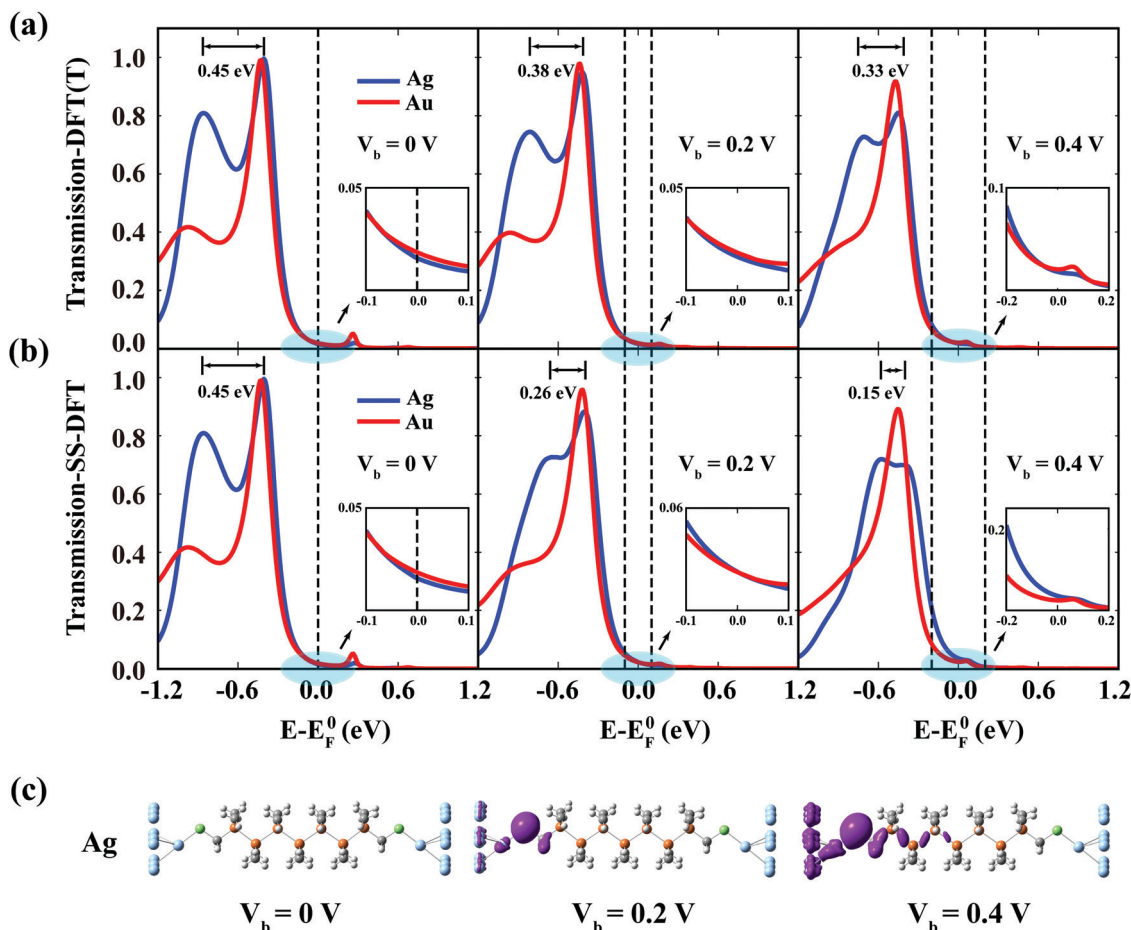 (a)
Transmission-DFT(T)
1.0
0.8
0.6
0.4
0.2
0.0
0.45 eV
Ag
Au
V_b = 0 V
0.05
-0.1
0.0
0.1
0.38 eV
V_b = 0.2 V
0.05
-0.1
0.0
0.1
0.33 eV
V_b = 0.4 V
0.1
-0.2
0.0
0.2
(b)
Transmission-SS-DFT
1.0
0.8
0.6
0.4
0.2
0.0
0.45 eV
Ag
Au
V_b = 0 V
0.05
-0.1
0.0
0.1
0.26 eV
V_b = 0.2 V
0.06
-0.1
0.0
0.1
0.15 eV
V_b = 0.4 V
0.2
-0.2
0.0
0.2
-1.2 -0.6 0.0 0.6 1.2 -0.6 0.0 0.6 1.2 -0.6 0.0 0.6 1.2
E-E_F^0 (eV) E-E_F^0 (eV) E-E_F^0 (eV)
(c)
Ag
V_b = 0 V V_b = 0.2 V V_b = 0.4 V